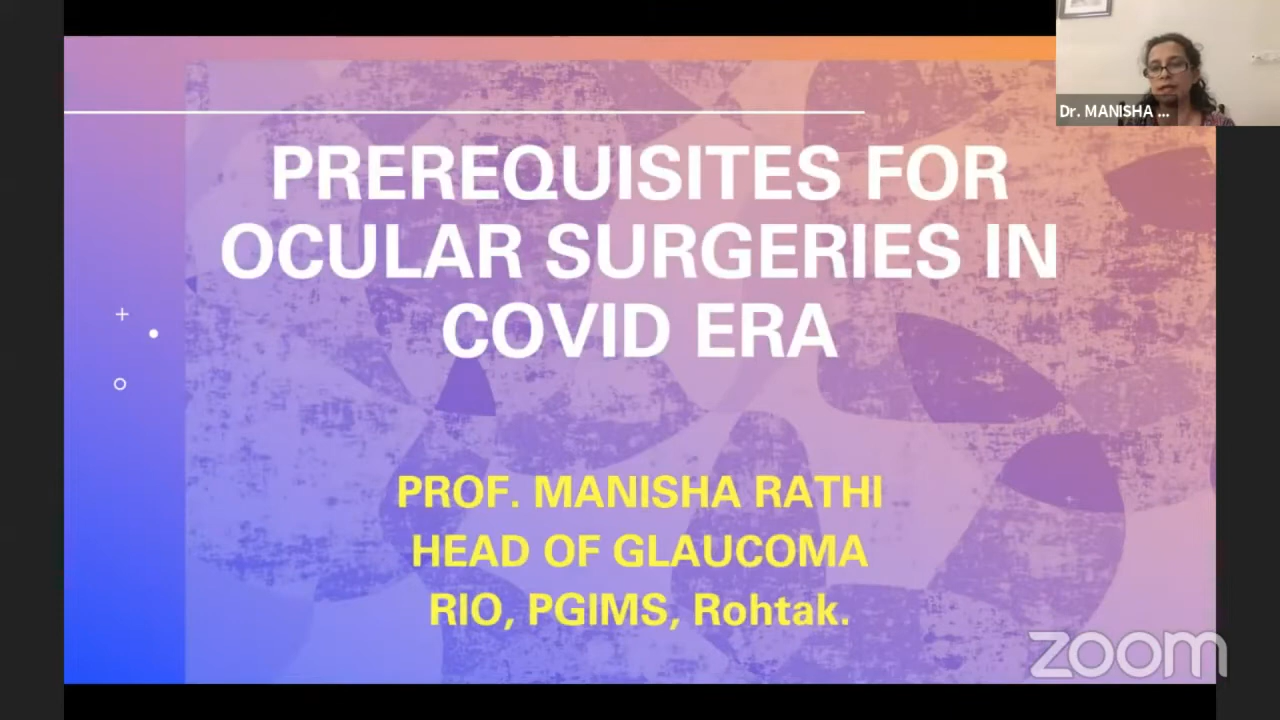 Dr. MANISHA ...
PREREQUISITES FOR
OCULAR SURGERIES IN
COVID ERA
PROF. MANISHA RATHI
HEAD OF GLAUCOMA
RIO, PGIMS, Rohtak.
zoom